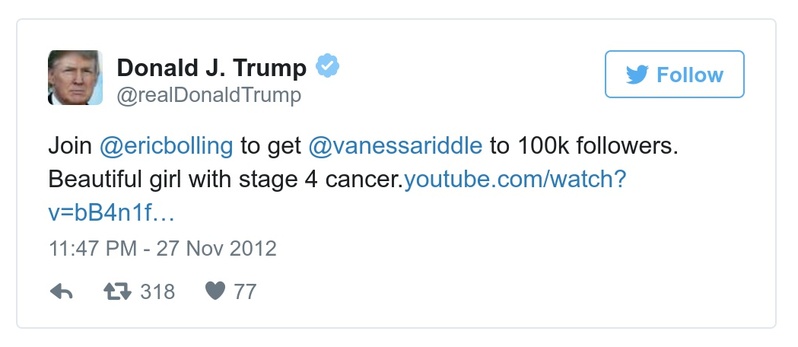 Donald J. Trump
@realDonaldTrump
Follow
Join @ericbolling to get @vanessariddle to 100k followers.
Beautiful girl with stage 4 cancer.youtube.com/watch?
v=bB4n1f…
11:47 PM - 27 Nov 2012
318 77